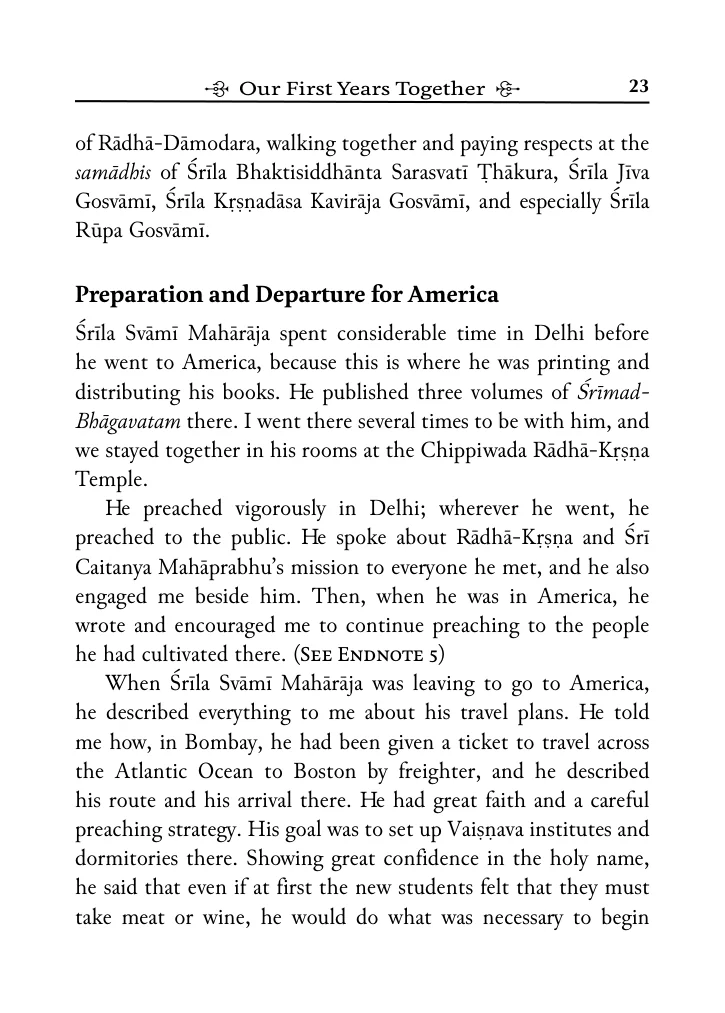 Our First Years Together 23
of Rādhā-Dāmodara, walking together and paying respects at the
samādhis of Śrīla Bhaktisiddhānta Sarasvatī Ṭhākura, Śrīla Jīva
Gosvāmī, Śrīla Kṛṣṇadāsa Kavirāja Gosvāmī, and especially Śrīla
Rūpa Gosvāmī.
Preparation and Departure for America
Śrīla Svāmī Mahārāja spent considerable time in Delhi before
he went to America, because this is where he was printing and
distributing his books. He published three volumes of Śrīmad-
Bhāgavatam there. I went there several times to be with him, and
we stayed together in his rooms at the Chippiwada Rādhā-Kṛṣṇa
Temple.
He preached vigorously in Delhi; wherever he went, he
preached to the public. He spoke about Rādhā-Kṛṣṇa and Śrī
Caitanya Mahāprabhu's mission to everyone he met, and he also
engaged me beside him. Then, when he was in America, he
wrote and encouraged me to continue preaching to the people
he had cultivated there. (See Endnote 5)
When Śrīla Svāmī Mahārāja was leaving to go to America,
he described everything to me about his travel plans. He told
me how, in Bombay, he had been given a ticket to travel across
the Atlantic Ocean to Boston by freighter, and he described
his route and his arrival there. He had great faith and a careful
preaching strategy. His goal was to set up Vaiṣṇava institutes and
dormitories there. Showing great confidence in the holy name,
he said that even if at first the new students felt that they must
take meat or wine, he would do what was necessary to begin